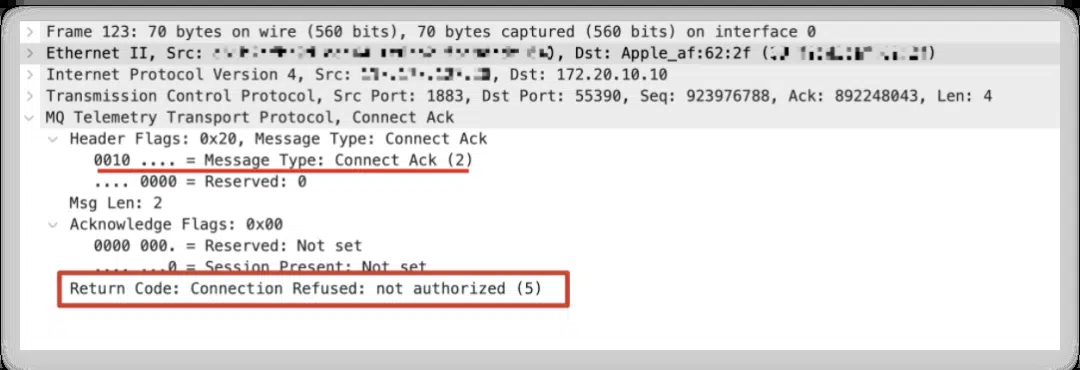 Frame 123: 70 bytes on wire (560 bits), 70 bytes captured (560 bits) on interface 0
Ethernet II, Src: ), Dst: Apple_af:62:2f ( )
Internet Protocol Version 4, Src: , Dst: 172.20.10.10
Transmission Control Protocol, Src Port: 1883, Dst Port: 55390, Seq: 923976788, Ack: 892248043, Len: 4
MQ Telemetry Transport Protocol, Connect Ack
Header Flags: 0x20, Message Type: Connect Ack
0010 .... = Message Type: Connect Ack (2)
.... 0000 = Reserved: 0
Msg Len: 2
Acknowledge Flags: 0x00
0000 000. = Reserved: Not set
.... ...0 = Session Present: Not set
Return Code: Connection Refused: not authorized (5)